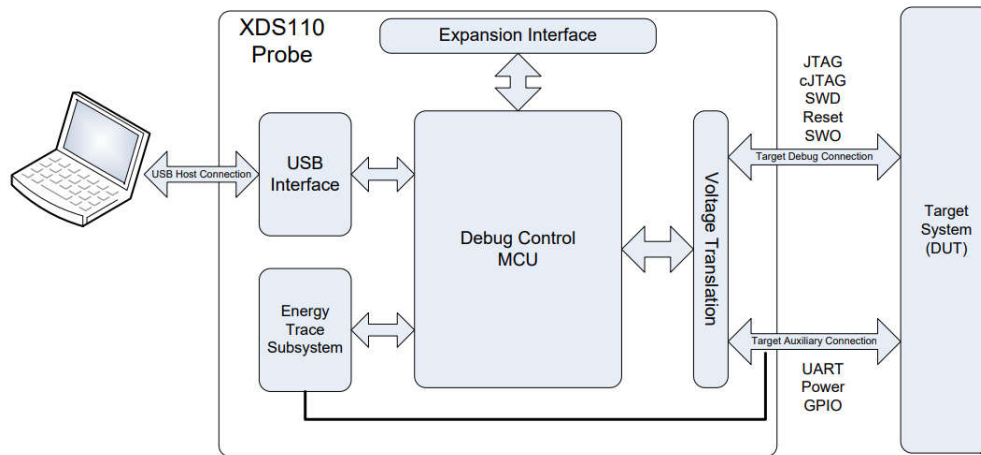 XDS110
Probe
Expansion Interface
USB Host Connection
USB
Interface
Debug Control
MCU
Energy
Trace
Subsystem
Voltage Translation
JTAG
cJTAG
SWD
Reset
SWO
Target Debug Connection
Target Auxiliary Connection
UART
Power
GPIO
Target
System
(DUT)